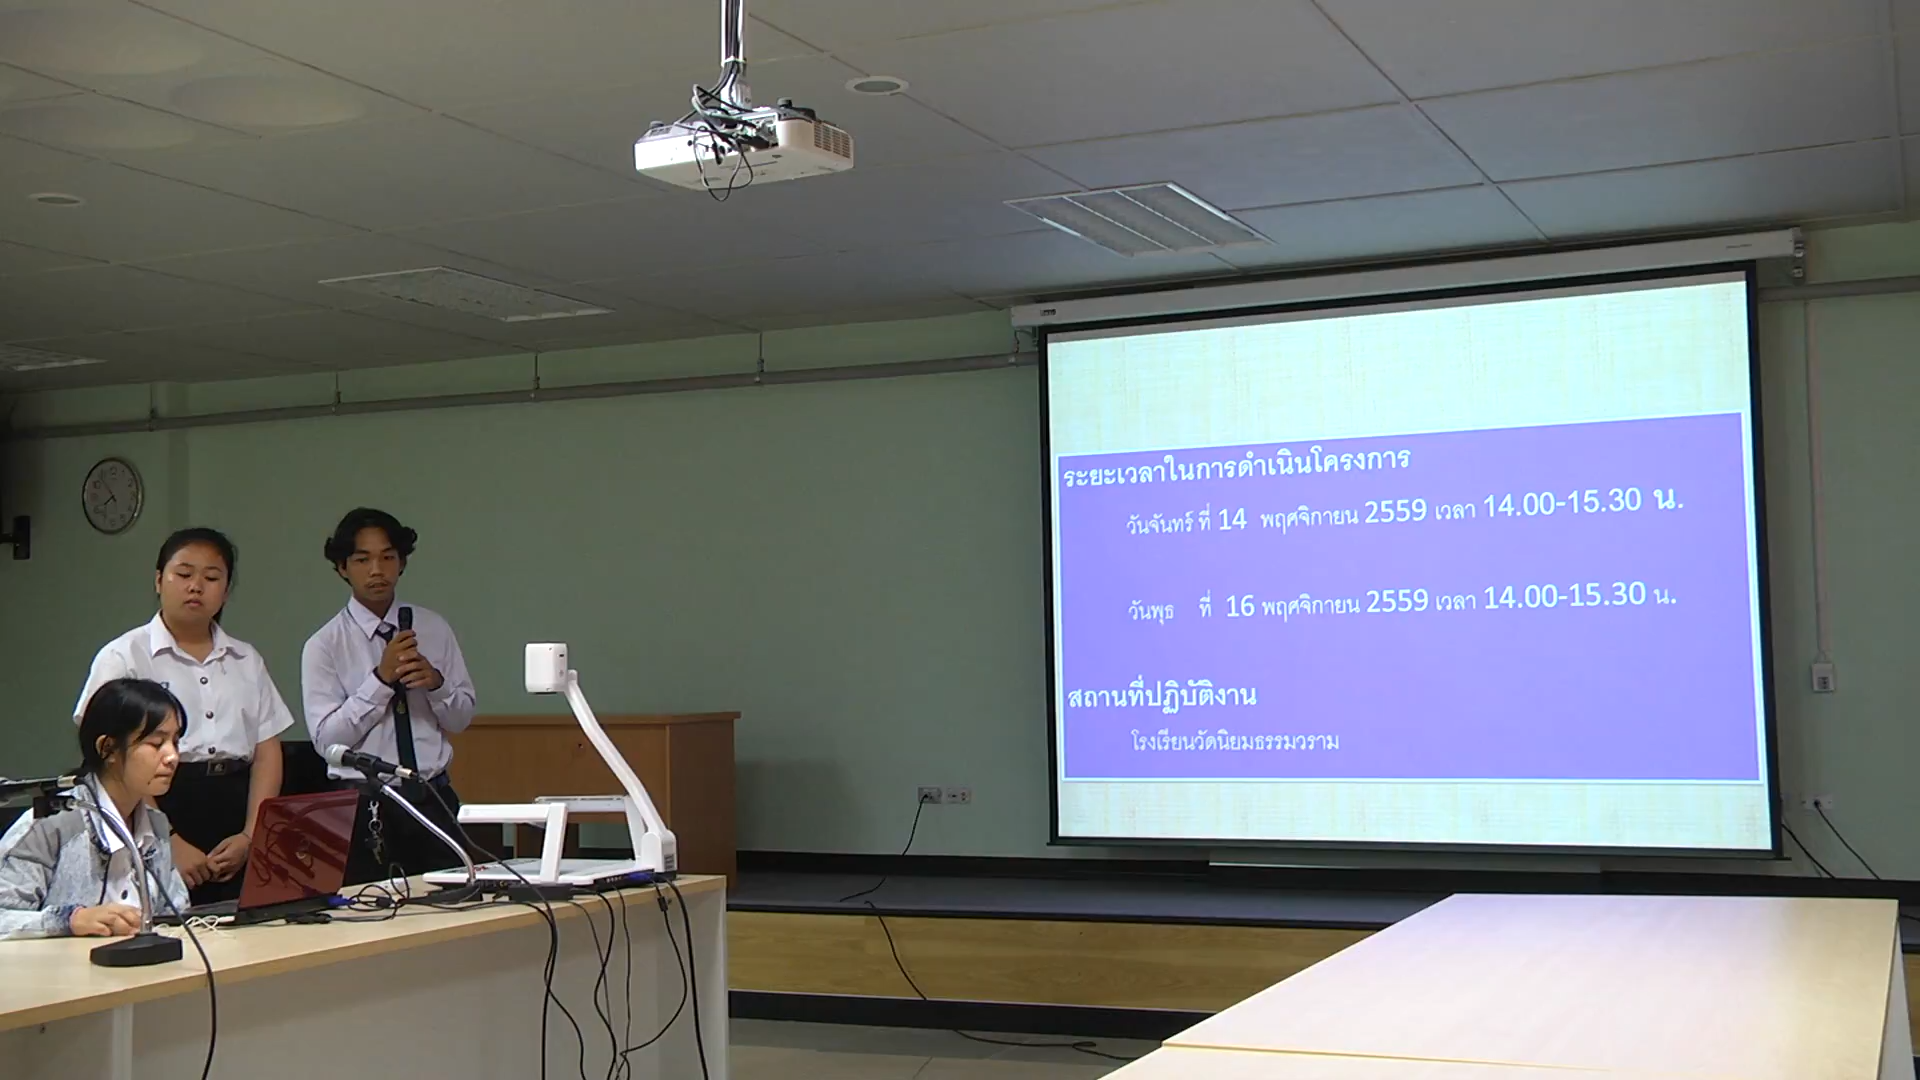 ระยะเวลาในการดำเนินโครงการ
วันจันทร์ ที่ 14 พฤศจิกายน 2559 เวลา 14.00-15.30 น.
วันพุธ ที่ 16 พฤศจิกายน 2559 เวลา 14.00-15.30 น.
สถานที่ปฏิบัติงาน
โรงเรียนวัดนิยมธรรมวราม